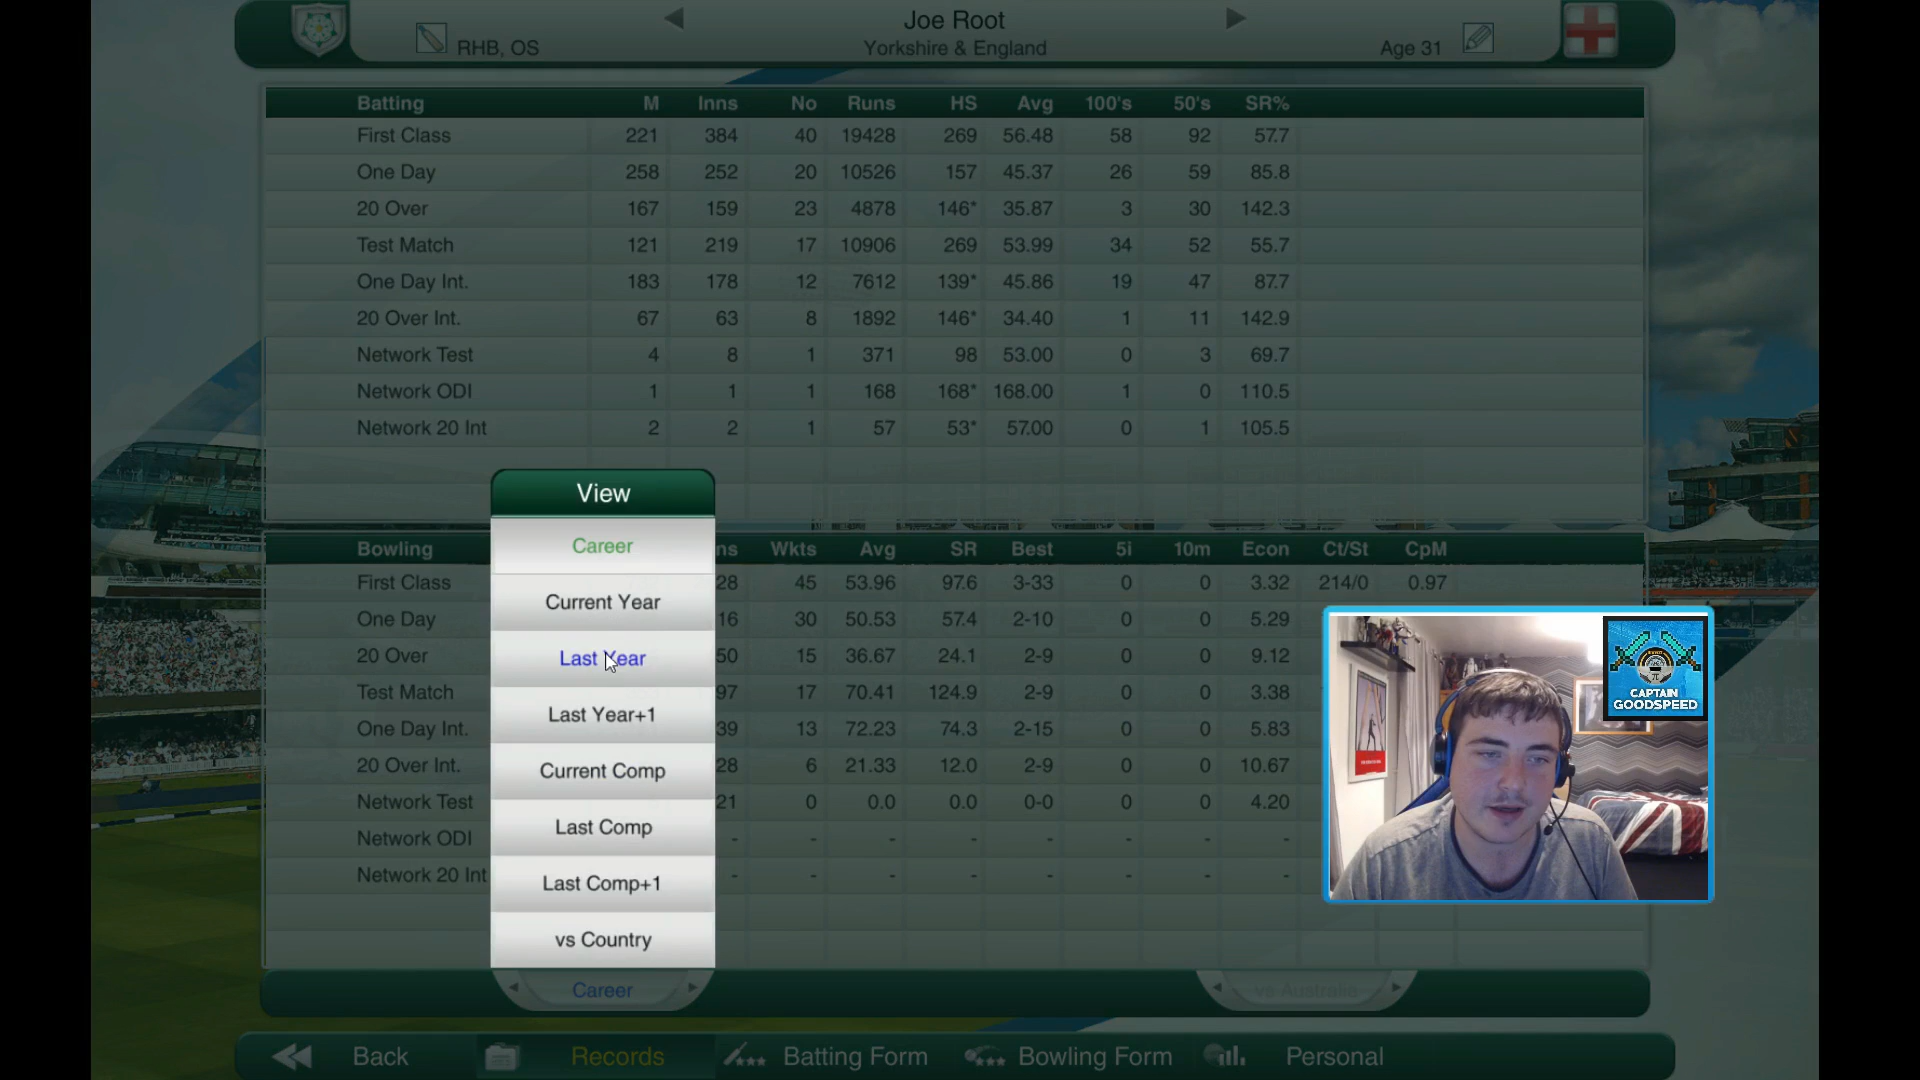 Joe Root
RHB, OS Yorkshire & England Age 31
Batting M Inns No Runs HS Avg 100's 50's SR%
First Class 221 384 40 19428 269 56.48 58 92 57.7
One Day 258 252 20 10526 157 45.37 26 59 85.8
20 Over 167 159 23 4878 146* 35.87 3 30 142.3
Test Match 121 219 17 10906 269 53.99 34 52 55.7
One Day Int. 183 178 12 7612 139* 45.86 19 47 87.7
20 Over Int. 67 63 8 1892 146* 34.40 1 11 142.9
Network Test 4 8 1 371 98 53.00 0 3 69.7
Network ODI 1 1 1 168 168* 168.00 1 0 110.5
Network 20 Int 2 2 1 57 53* 57.00 0 1 105.5
View
Career
Current Year
Last Year
Last Year+1
Current Comp
Last Comp
Last Comp+1
vs Country
Bowling ns Wkts Avg SR Best 5i 10m Econ Ct/St CpM
First Class 28 45 53.96 97.6 3-33 0 0 3.32 214/0 0.97
One Day 16 30 50.53 57.4 2-10 0 0 5.29
20 Over 50 15 36.67 24.1 2-9 0 0 9.12
Test Match 97 17 70.41 124.9 2-9 0 0 3.38
One Day Int. 39 13 72.23 74.3 2-15 0 0 5.83
20 Over Int. 28 6 21.33 12.0 2-9 0 0 10.67
Network Test 21 0 0.0 0.0 0-0 0 0 4.20
Network ODI - - - - - - - -
Network 20 Int - - - - - - - -
CAPTAIN
GOODSPEED
Career vs Australia
Back Records Batting Form Bowling Form Personal